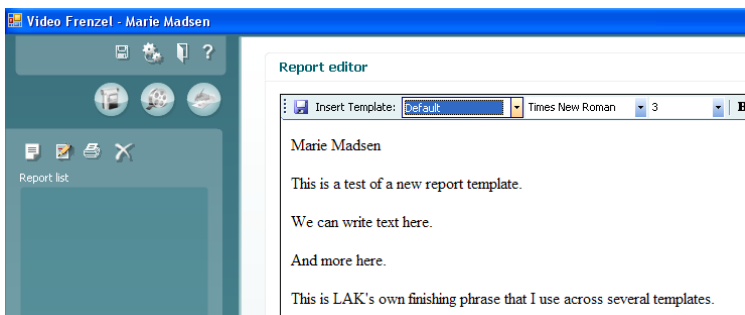 Video Frenzel - Marie Madsen
?
Report editor
Insert Template: Default Times New Roman 3 B
Marie Madsen
Report list
This is a test of a new report template.
We can write text here.
And more here.
This is LAK's own finishing phrase that I use across several templates.